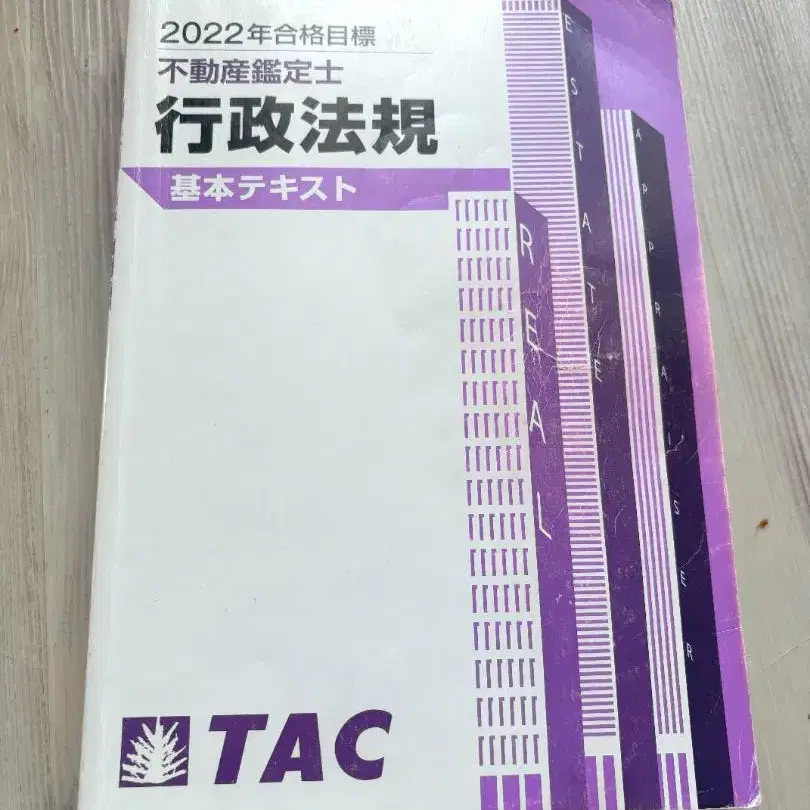 2022年合格目標
不動産鑑定士
行政法規
基本テキスト
REAL
ESTATE
APPRAISER
TAC